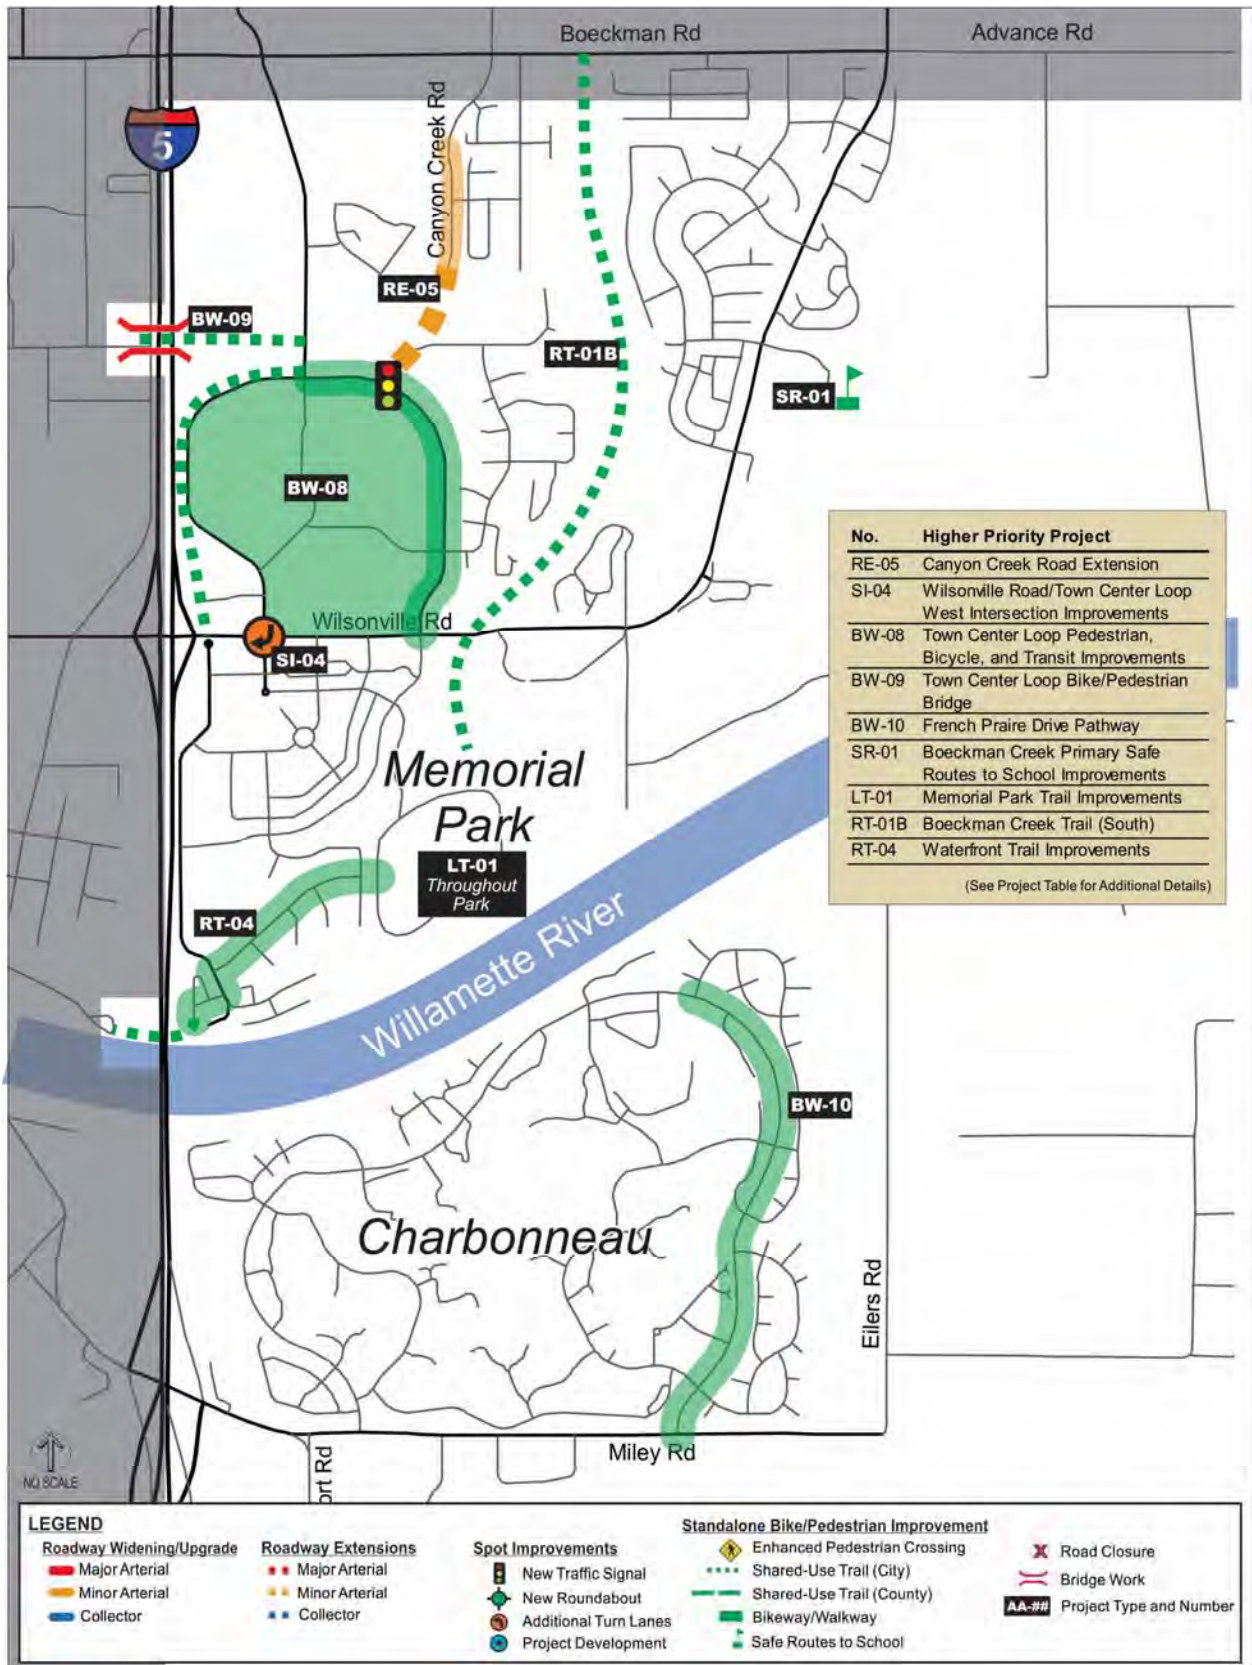 Boeckman Rd
Advance Rd
5
Canyon Creek Rd
RE-05
BW-09
RT-01B
SR-01
BW-08
Wilsonville Rd
SI-04
No. Higher Priority Project
RE-05 Canyon Creek Road Extension
SI-04 Wilsonville Road/Town Center Loop
West Intersection Improvements
BW-08 Town Center Loop Pedestrian,
Bicycle, and Transit Improvements
BW-09 Town Center Loop Bike/Pedestrian
Bridge
BW-10 French Praire Drive Pathway
SR-01 Boeckman Creek Primary Safe
Routes to School Improvements
LT-01 Memorial Park Trail Improvements
RT-01B Boeckman Creek Trail (South)
RT-04 Waterfront Trail Improvements
(See Project Table for Additional Details)
Memorial
Park
LT-01
Throughout
Park
RT-04
Willamette River
BW-10
Charbonneau
Eilers Rd
Miley Rd
ort Rd
NO SCALE
LEGEND
Roadway Widening/Upgrade
Major Arterial
Minor Arterial
Collector
Roadway Extensions
Major Arterial
Minor Arterial
Collector
Spot Improvements
New Traffic Signal
New Roundabout
Additional Turn Lanes
Project Development
Standalone Bike/Pedestrian Improvement
Enhanced Pedestrian Crossing
Shared-Use Trail (City)
Shared-Use Trail (County)
Bikeway/Walkway
Safe Routes to School
Road Closure
Bridge Work
AA-## Project Type and Number